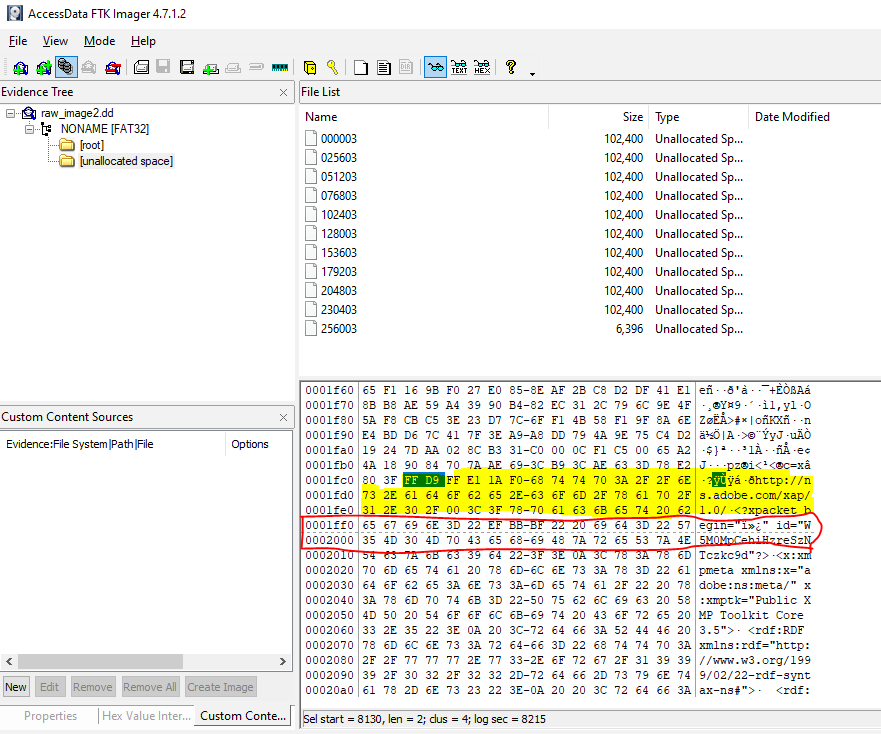 AccessData FTK Imager 4.7.1.2
File View Mode Help
Evidence Tree
raw_image2.dd
NONAME [FAT32]
[root]
[unallocated space]
File List
Name Size Type Date Modified
000003 102,400 Unallocated Sp...
025603 102,400 Unallocated Sp...
051203 102,400 Unallocated Sp...
076803 102,400 Unallocated Sp...
102403 102,400 Unallocated Sp...
128003 102,400 Unallocated Sp...
153603 102,400 Unallocated Sp...
179203 102,400 Unallocated Sp...
204803 102,400 Unallocated Sp...
230403 102,400 Unallocated Sp...
256003 6,396 Unallocated Sp...
Custom Content Sources
Evidence:File System|Path|File Options
New Edit Remove Remove All Create Image
Properties Hex Value Inter... Custom Conte...
0001f60 65 F1 16 9B F0 27 E0 85-8E AF 2B C8 D2 DF 41 E1 eñ··ð'à··¯+ÈÒßAá
0001f70 8B B8 AE 59 A4 39 90 B4-82 EC 31 2C 79 6C 9E 4F ·¸®Y¤9·´·ì1,yl·O
0001f80 5A F8 CB C5 3E 23 D7 7C-6F F1 4B 58 F1 9F 8A 6E ZøËÅ>#×|oñKXñ··n
0001f90 E4 BD D6 7C 41 7F 3E A9-A8 DD 79 4A 9E 75 C4 D2 ä½Ö|A·>©¨ÝyJ·uÄÒ
0001fa0 19 24 7D AA 02 8C B3 31-C0 00 0C F1 C5 00 65 A2 ·$}ª··³1À··ñÅ·e¢
0001fb0 4A 18 90 84 70 7A AE 69-3C B9 3C AE 63 3D 78 E2 J···pz®i<¹<®c=xâ
0001fc0 80 3F FF D9 FF E1 1A F0-68 74 74 70 3A 2F 2F 6E ·?ÿÙÿá·ðhttp://n
0001fd0 73 2E 61 64 6F 62 65 2E-63 6F 6D 2F 78 61 70 2F s.adobe.com/xap/
0001fe0 31 2E 30 2F 00 3C 3F 78-70 61 63 6B 65 74 20 62 1.0/·<?xpacket b
0001ff0 65 67 69 6E 3D 22 EF BB-BF 22 20 69 64 3D 22 57 egin="ï»¿" id="W
0002000 35 4D 30 4D 70 43 65 68-69 48 7A 72 65 53 7A 4E 5M0MpCehiHzreSzN
0002010 54 63 7A 6B 63 39 64 22-3F 3E 0A 3C 78 3A 78 6D Tczkc9d"?>·<x:xm
0002020 70 6D 65 74 61 20 78 6D-6C 6E 73 3A 78 3D 22 61 pmeta xmlns:x="a
0002030 64 6F 62 65 3A 6E 73 3A-6D 65 74 61 2F 22 20 78 dobe:ns:meta/" x
0002040 3A 78 6D 70 74 6B 3D 22-50 75 62 6C 69 63 20 58 :xmptk="Public X
0002050 4D 50 20 54 6F 6F 6C 6B-69 74 20 43 6F 72 65 20 MP Toolkit Core
0002060 33 2E 35 22 3E 0A 20 3C-72 64 66 3A 52 44 46 20 3.5">· <rdf:RDF
0002070 78 6D 6C 6E 73 3A 72 64-66 3D 22 68 74 74 70 3A xmlns:rdf="http:
0002080 2F 2F 77 77 77 2E 77 33-2E 6F 72 67 2F 31 39 39 //www.w3.org/199
0002090 39 2F 30 32 2F 32 32 2D-72 64 66 2D 73 79 6E 74 9/02/22-rdf-synt
00020a0 61 78 2D 6E 73 23 22 3E-0A 20 20 3C 72 64 66 3A ax-ns#">· <rdf:
Sel start = 8130, len = 2; clus = 4; log sec = 8215